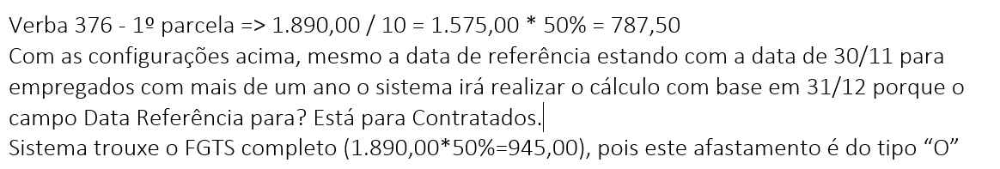 Verba 376 - 1º parcela => 1.890,00 / 10 = 1.575,00 * 50% = 787,50
Com as configurações acima, mesmo a data de referência estando com a data de 30/11 para
empregados com mais de um ano o sistema irá realizar o cálculo com base em 31/12 porque o
campo Data Referência para? Está para Contratados.
Sistema trouxe o FGTS completo (1.890,00*50%=945,00), pois este afastamento é do tipo “O”